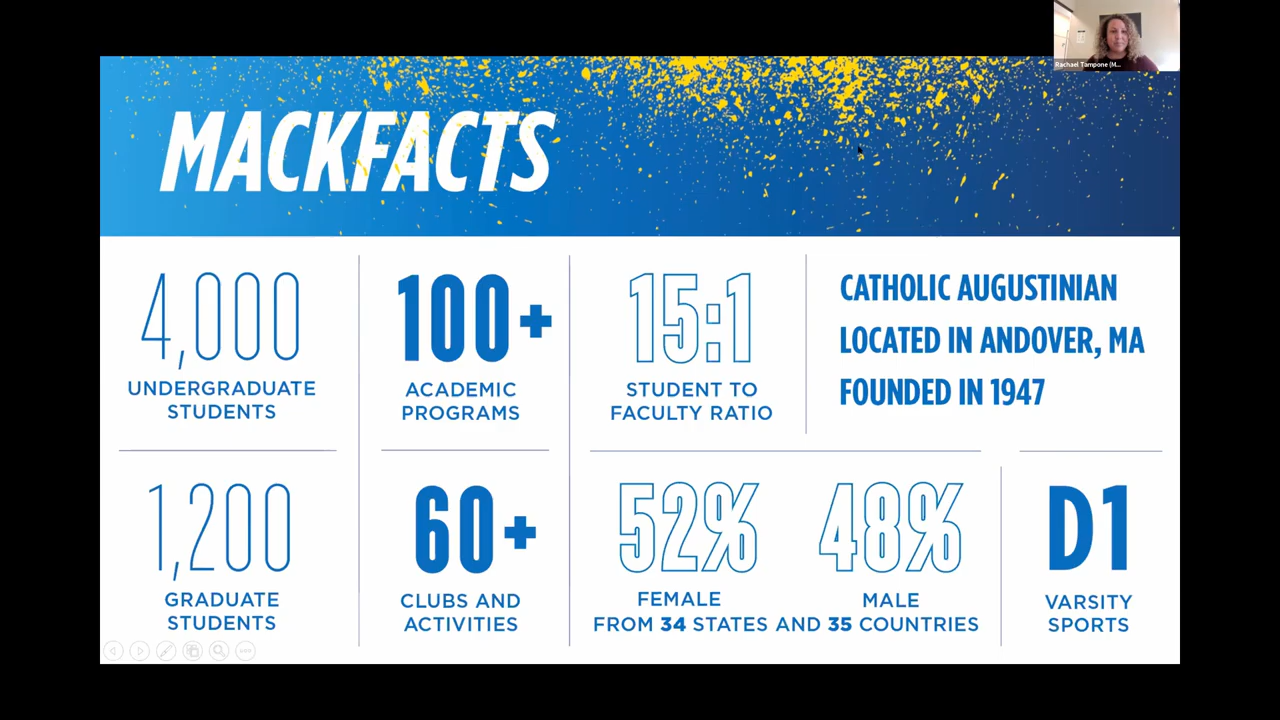 Rachael Tampone (M...
MACKFACTS
4,000
UNDERGRADUATE
STUDENTS
100+
ACADEMIC
PROGRAMS
15:1
STUDENT TO
FACULTY RATIO
CATHOLIC AUGUSTINIAN
LOCATED IN ANDOVER, MA
FOUNDED IN 1947
1,200
GRADUATE
STUDENTS
60+
CLUBS AND
ACTIVITIES
52% 48%
FEMALE MALE
FROM 34 STATES AND 35 COUNTRIES
D1
VARSITY
SPORTS